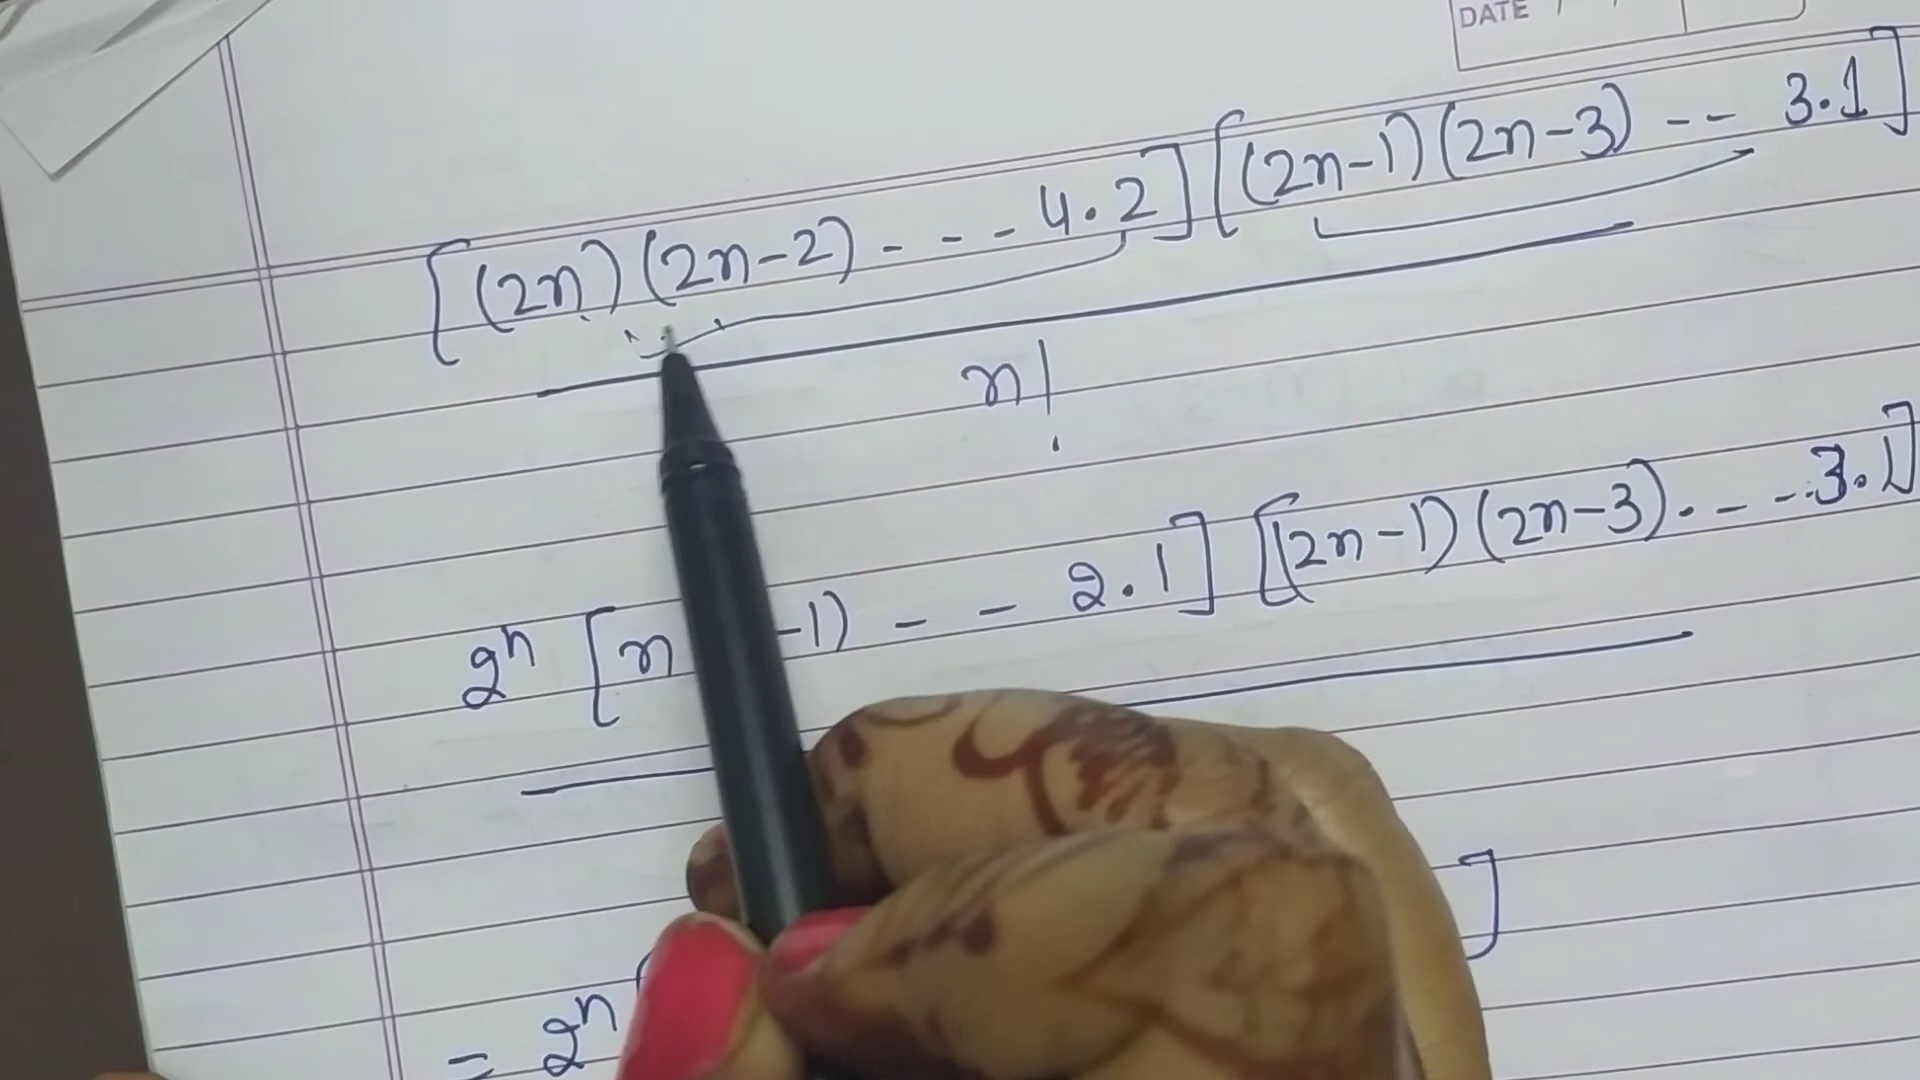 DATE / /
[(2n)(2n-2) - - - 4.2] [(2n-1)(2n-3) -- 3.1]
n!
2ⁿ [n -1) - - 2.1] [(2n-1)(2n-3). - - 3.1]
= 2ⁿ ]